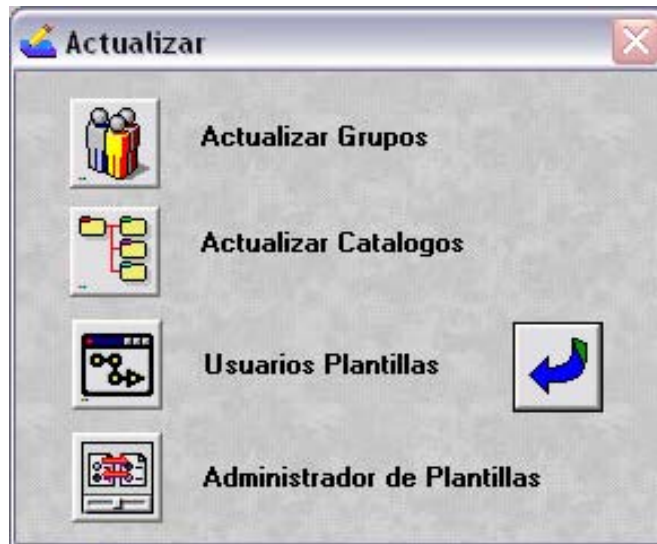 Actualizar
Actualizar Grupos
Actualizar Catalogos
Usuarios Plantillas
Administrador de Plantillas